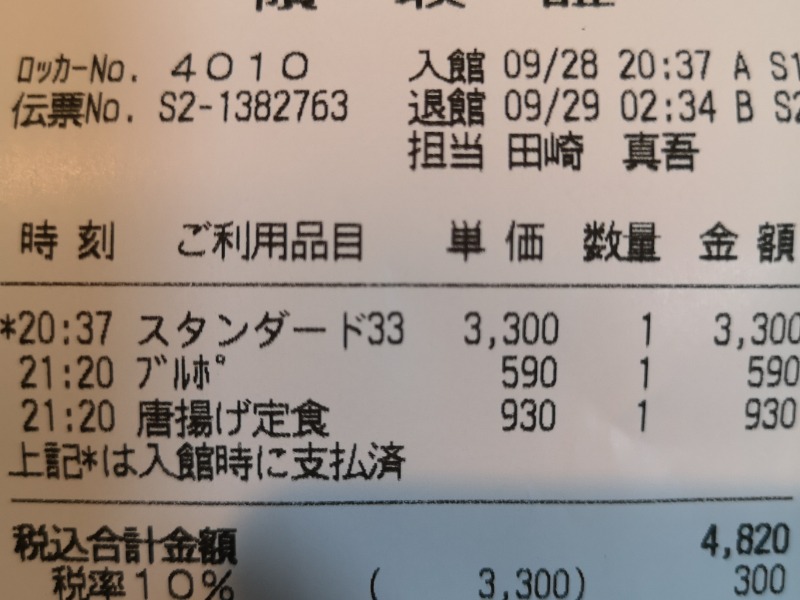 領収証
ロッカーNo. 4010 入館 09/28 20:37 A S1
伝票No. S2-1382763 退館 09/29 02:34 B S2
担当 田崎 真吾
時刻 ご利用品目 単価 数量 金額
*20:37 スタンダード33 3,300 1 3,300
21:20 ﾌﾞﾙﾎﾟ 590 1 590
21:20 唐揚げ定食 930 1 930
上記*は入館時に支払済
税込合計金額 4,820
税率10% ( 3,300) 300